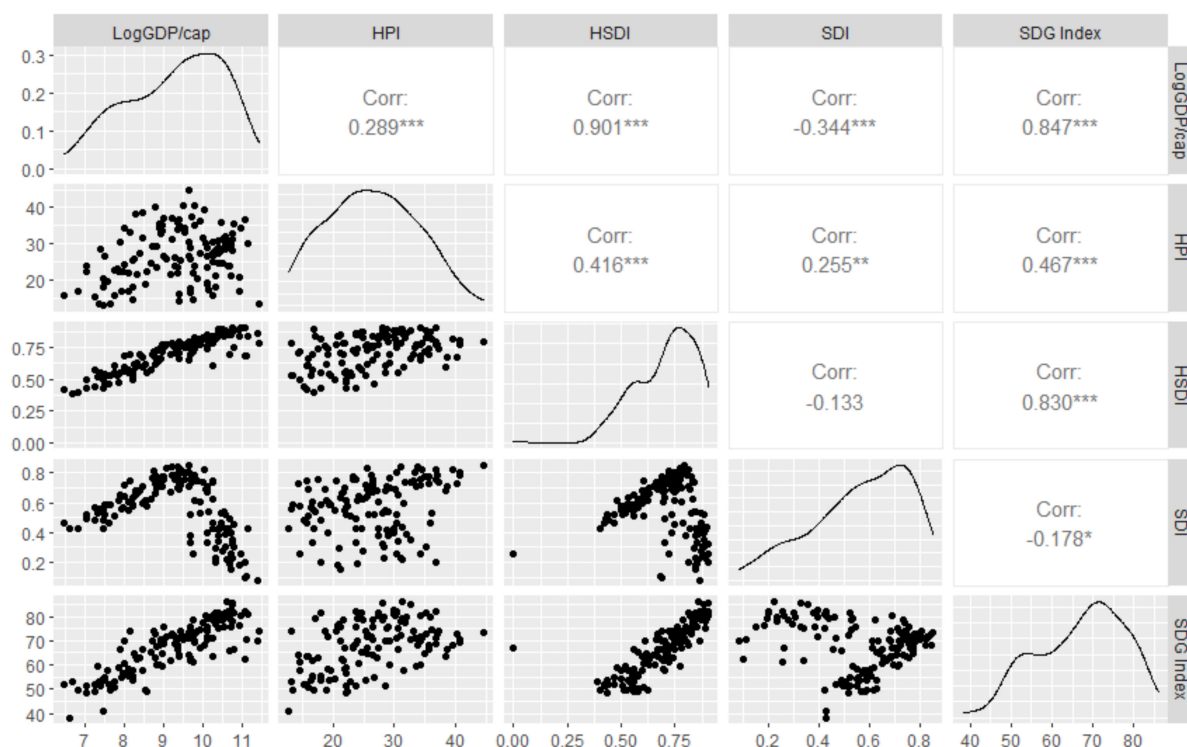 LogGDP/cap HPI HSDI SDI SDG Index
0.3
0.2
0.1
0.0
Corr:
0.289***
Corr:
0.901***
Corr:
-0.344***
Corr:
0.847***
LogGDP/cap
40
30
20
Corr:
0.416***
Corr:
0.255**
Corr:
0.467***
HPI
0.75
0.50
0.25
0.00
Corr:
-0.133
Corr:
0.830***
HSDI
0.8
0.6
0.4
0.2
Corr:
-0.178*
SDI
80
70
60
50
40
SDG Index
7 8 9 10 11 20 30 40 0.00 0.25 0.50 0.75 0.2 0.4 0.6 0.8 40 50 60 70 80